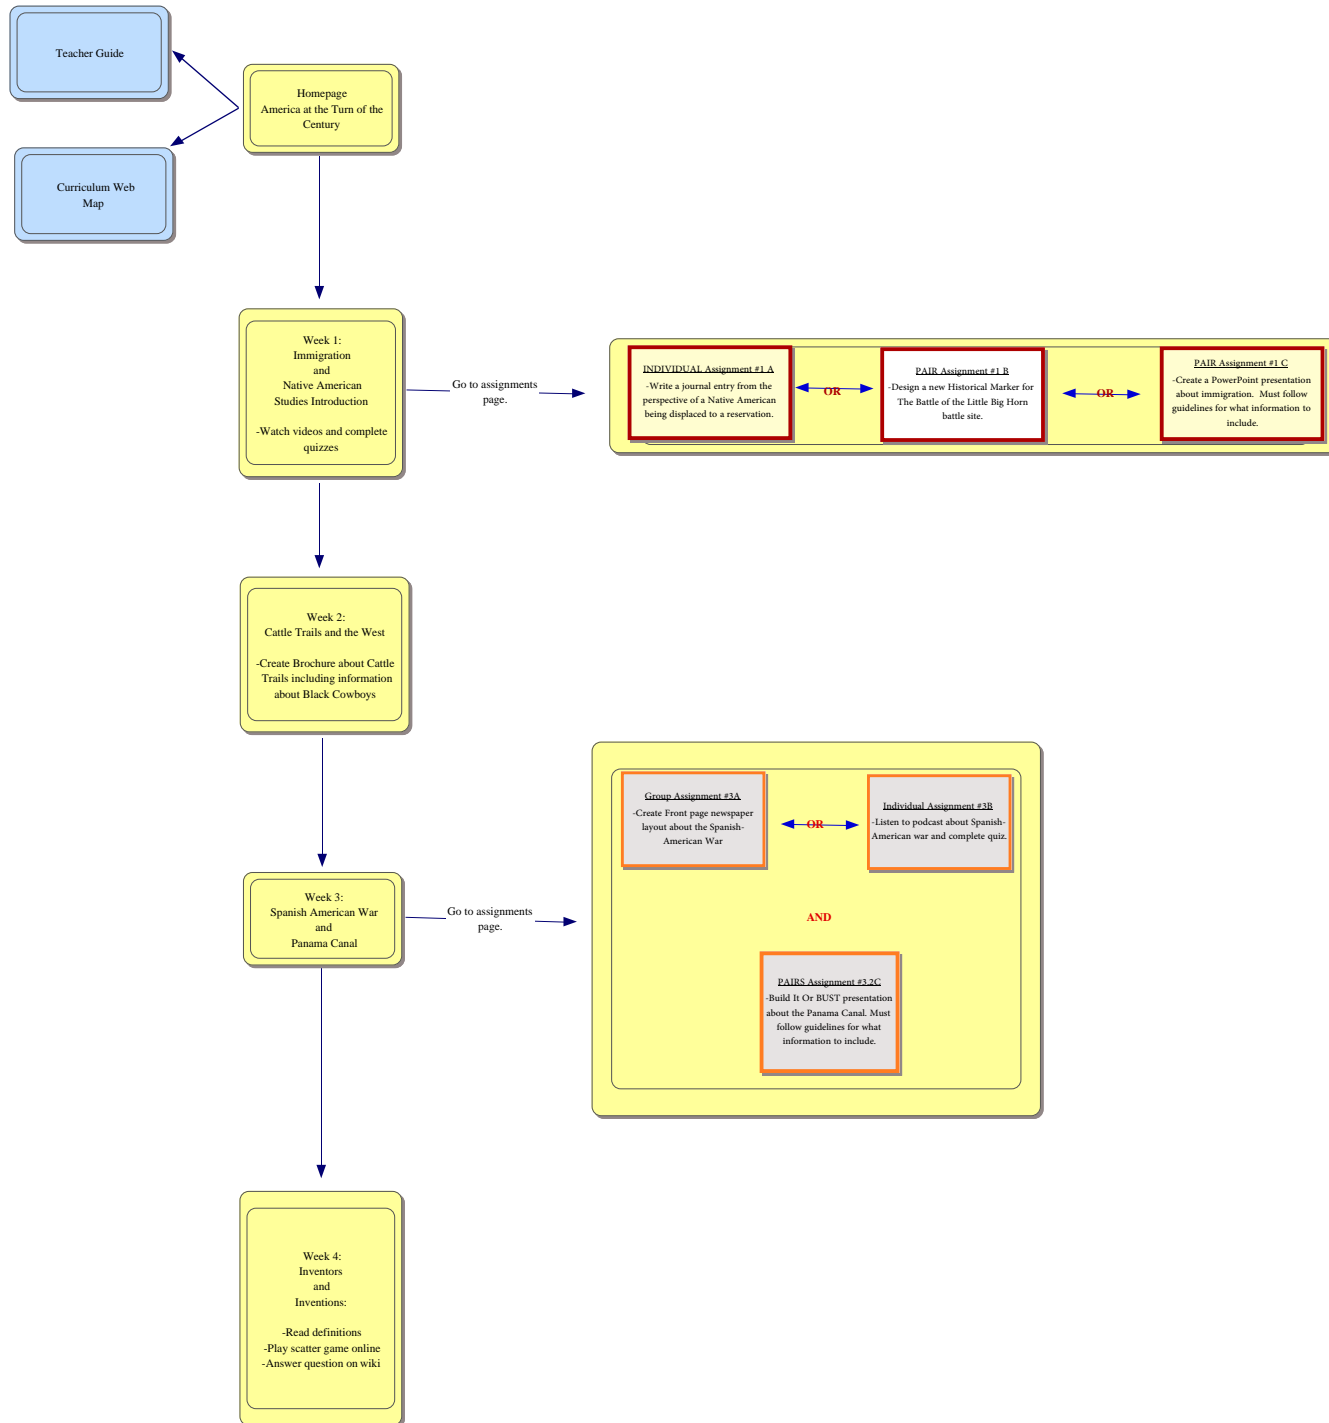 Teacher Guide
Homepage
America at the Turn of the
Century
Curriculum Web
Map
Week 1:
Immigration
and
Native American
Studies Introduction
-Watch videos and complete
quizzes
Go to assignments
page.
INDIVIDUAL Assignment #1 A
-Write a journal entry from the
perspective of a Native American
being displaced to a reservation.
OR
PAIR Assignment #1 B
-Design a new Historical Marker for
The Battle of the Little Big Horn
battle site.
OR
PAIR Assignment #1 C
-Create a PowerPoint presentation
about immigration. Must follow
guidelines for what information to
include.
Week 2:
Cattle Trails and the West
-Create Brochure about Cattle
Trails including information
about Black Cowboys
Week 3:
Spanish American War
and
Panama Canal
Go to assignments
page.
Group Assignment #3A
-Create Front page newspaper
layout about the Spanish-
American War
OR
Individual Assignment #3B
-Listen to podcast about Spanish-
American war and complete quiz.
AND
PAIRS Assignment #3.2C
-Build It Or BUST presentation
about the Panama Canal. Must
follow guidelines for what
information to include.
Week 4:
Inventors
and
Inventions:
-Read definitions
-Play scatter game online
-Answer question on wiki